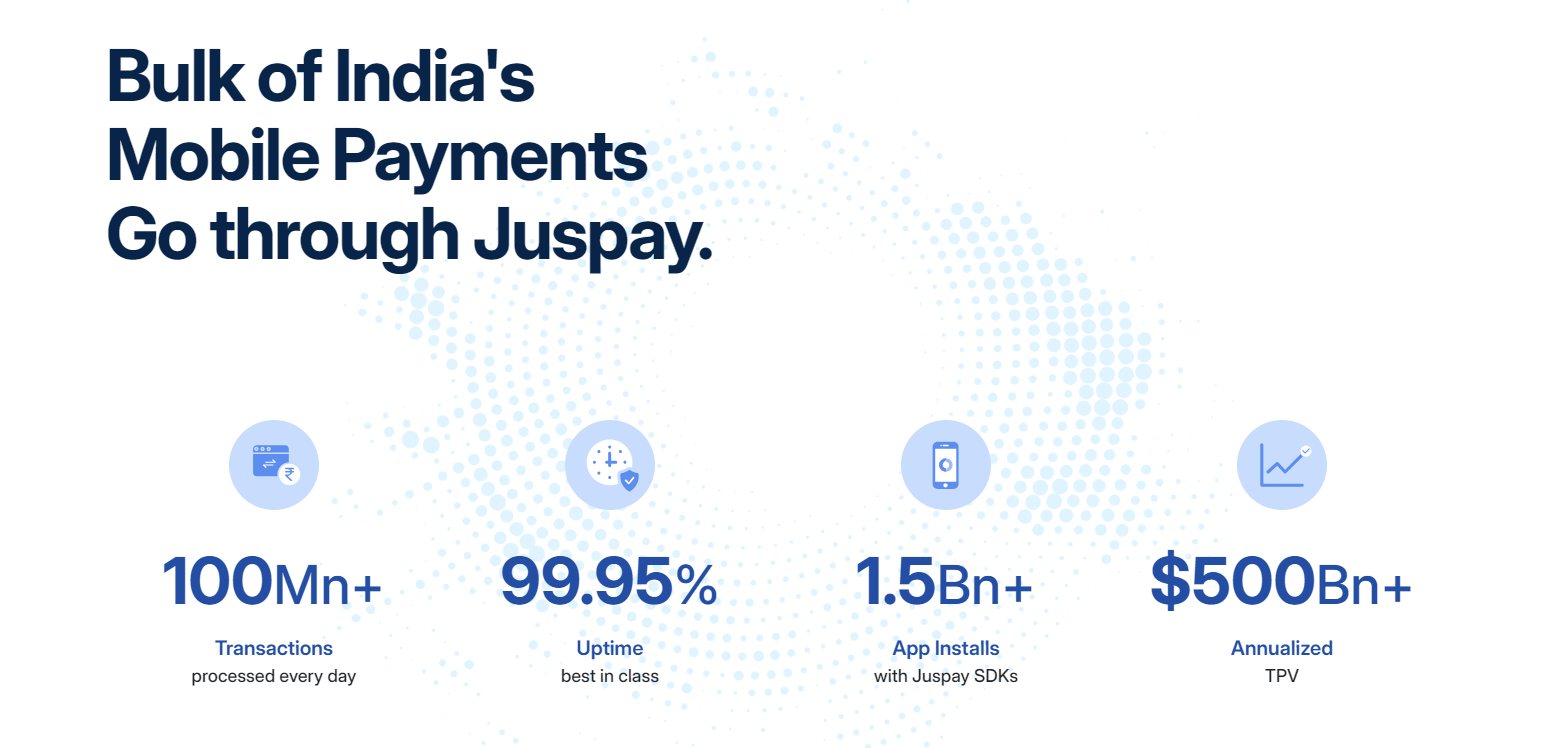 Bulk of India's
Mobile Payments
Go through Juspay.
₹
100Mn+
Transactions
processed every day
99.95%
Uptime
best in class
1.5Bn+
App Installs
with Juspay SDKs
$500Bn+
Annualized
TPV